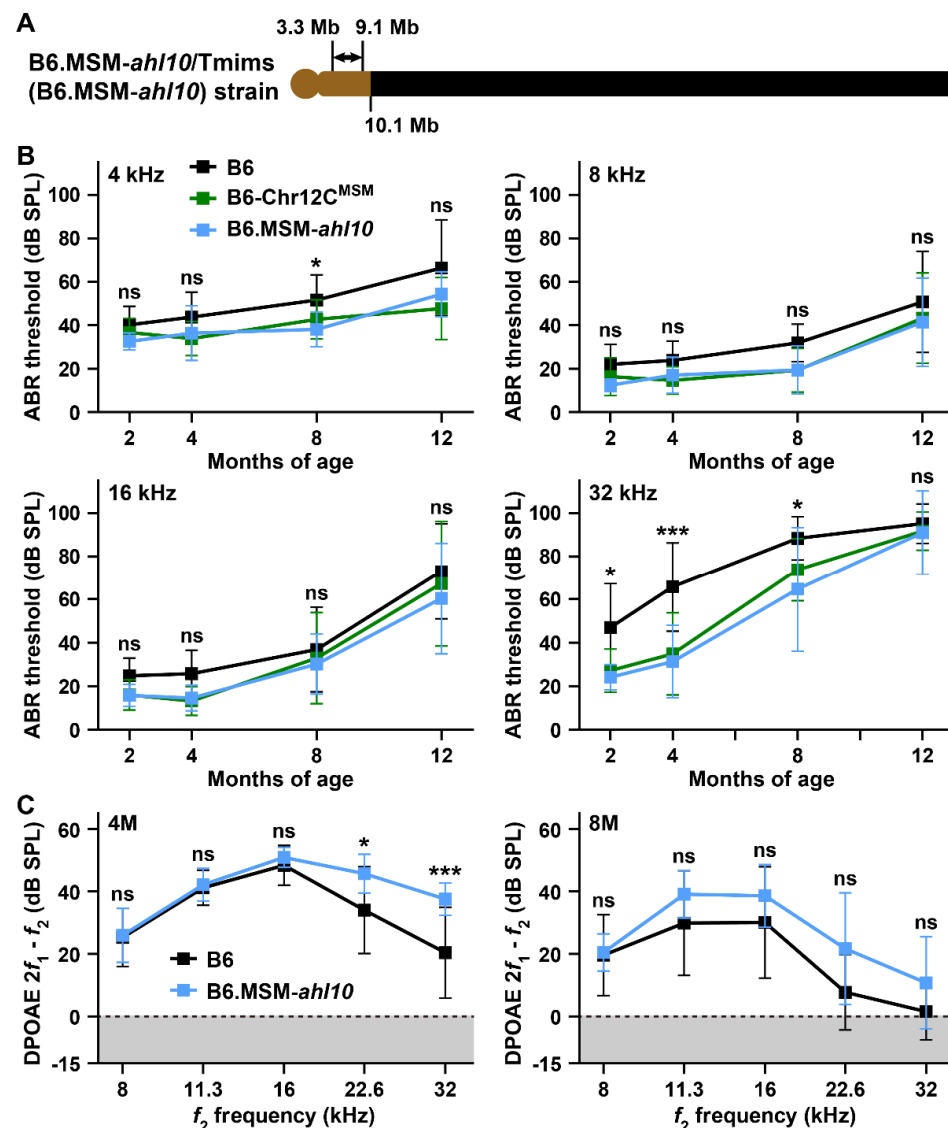 A
3.3 Mb 9.1 Mb
B6.MSM-ahl10/Tmims
(B6.MSM-ahl10) strain
10.1 Mb
B
4 kHz
B6
B6-Chr12CMSM
B6.MSM-ahl10
ABR threshold (dB SPL)
100
80
60
40
20
0
ns
ns
*
ns
2 4 8 12
Months of age
8 kHz
ABR threshold (dB SPL)
100
80
60
40
20
0
ns
ns
ns
ns
2 4 8 12
Months of age
16 kHz
ABR threshold (dB SPL)
100
80
60
40
20
0
ns
ns
ns
ns
2 4 8 12
Months of age
32 kHz
ABR threshold (dB SPL)
100
80
60
40
20
0
*
***
*
ns
2 4 8 12
Months of age
C
4M
DPOAE 2f1 - f2 (dB SPL)
60
40
20
0
-15
ns
ns
ns
*
***
B6
B6.MSM-ahl10
8 11.3 16 22.6 32
f2 frequency (kHz)
8M
DPOAE 2f1 - f2 (dB SPL)
60
40
20
0
-15
ns
ns
ns
ns
ns
8 11.3 16 22.6 32
f2 frequency (kHz)